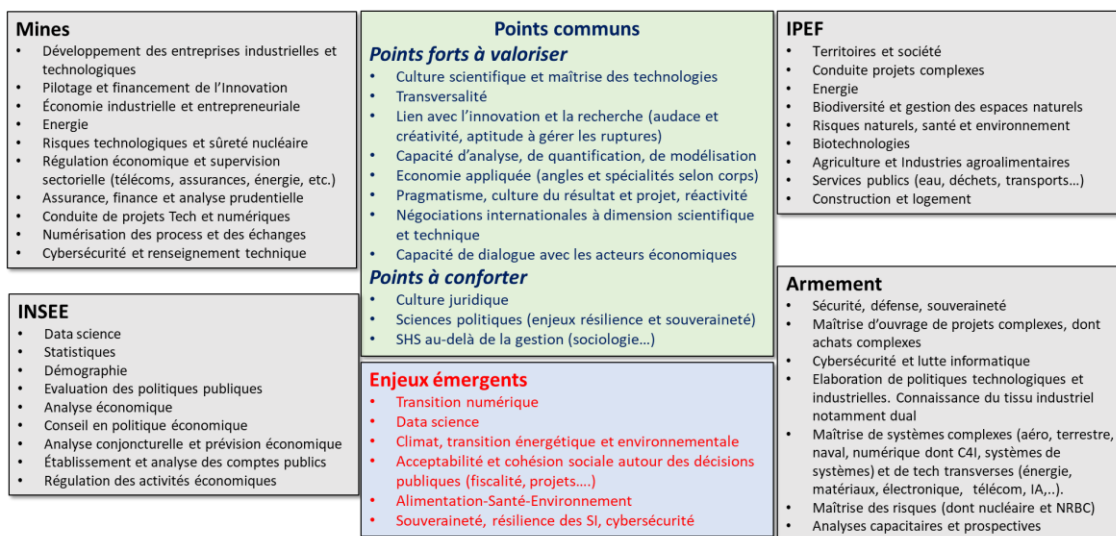 Mines
• Développement des entreprises industrielles et
technologiques
• Pilotage et financement de l'Innovation
• Économie industrielle et entrepreneuriale
• Energie
• Risques technologiques et sûreté nucléaire
• Régulation économique et supervision
sectorielle (télécoms, assurances, énergie, etc.)
• Assurance, finance et analyse prudentielle
• Conduite de projets Tech et numériques
• Numérisation des process et des échanges
• Cybersécurité et renseignement technique
INSEE
• Data science
• Statistiques
• Démographie
• Evaluation des politiques publiques
• Analyse économique
• Conseil en politique économique
• Analyse conjoncturelle et prévision économique
• Établissement et analyse des comptes publics
• Régulation des activités économiques
Points communs
Points forts à valoriser
• Culture scientifique et maîtrise des technologies
• Transversalité
• Lien avec l'innovation et la recherche (audace et
créativité, aptitude à gérer les ruptures)
• Capacité d'analyse, de quantification, de modélisation
• Economie appliquée (angles et spécialités selon corps)
• Pragmatisme, culture du résultat et projet, réactivité
• Négociations internationales à dimension scientifique
et technique
• Capacité de dialogue avec les acteurs économiques
Points à conforter
• Culture juridique
• Sciences politiques (enjeux résilience et souveraineté)
• SHS au-delà de la gestion (sociologie…)
Enjeux émergents
• Transition numérique
• Data science
• Climat, transition énergétique et environnementale
• Acceptabilité et cohésion sociale autour des décisions
publiques (fiscalité, projets….)
• Alimentation-Santé-Environnement
• Souveraineté, résilience des SI, cybersécurité
IPEF
• Territoires et société
• Conduite projets complexes
• Energie
• Biodiversité et gestion des espaces naturels
• Risques naturels, santé et environnement
• Biotechnologies
• Agriculture et Industries agroalimentaires
• Services publics (eau, déchets, transports…)
• Construction et logement
Armement
• Sécurité, défense, souveraineté
• Maîtrise d'ouvrage de projets complexes, dont
achats complexes
• Cybersécurité et lutte informatique
• Elaboration de politiques technologiques et
industrielles. Connaissance du tissu industriel
notamment dual
• Maîtrise de systèmes complexes (aéro, terrestre,
naval, numérique dont C4I, systèmes de
systèmes) et de tech transverses (énergie,
matériaux, électronique, télécom, IA,..).
• Maîtrise des risques (dont nucléaire et NRBC)
• Analyses capacitaires et prospectives